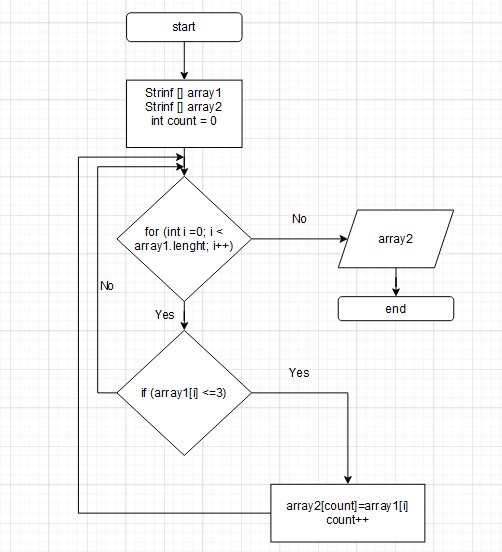 start
Strinf [] array1
Strinf [] array2
int count = 0
for (int i =0; i <
array1.lenght; i++)
No
array2
end
No
Yes
if (array1[i] <=3)
Yes
array2[count]=array1[i]
count++